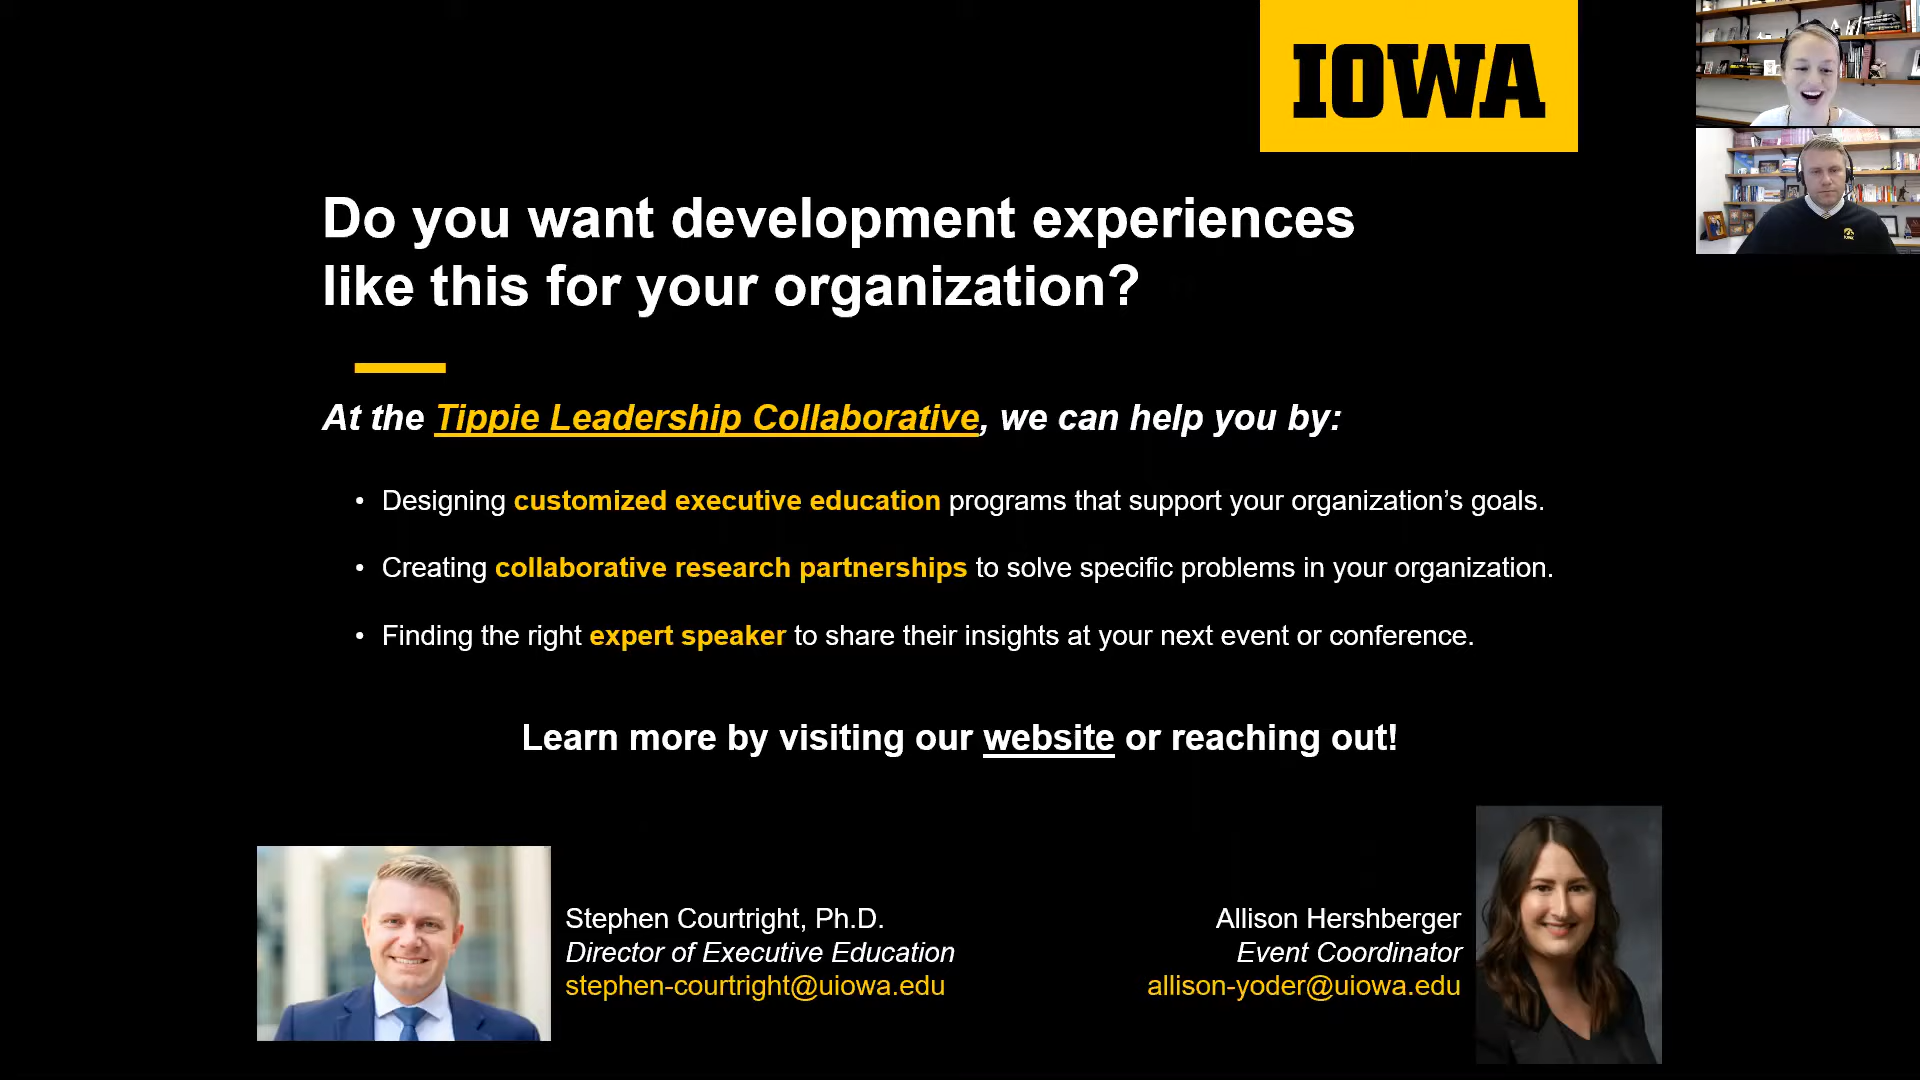 IOWA
Do you want development experiences
like this for your organization?
At the Tippie Leadership Collaborative, we can help you by:
• Designing customized executive education programs that support your organization’s goals.
• Creating collaborative research partnerships to solve specific problems in your organization.
• Finding the right expert speaker to share their insights at your next event or conference.
Learn more by visiting our website or reaching out!
Stephen Courtright, Ph.D.
Director of Executive Education
stephen-courtright@uiowa.edu
Allison Hershberger
Event Coordinator
allison-yoder@uiowa.edu